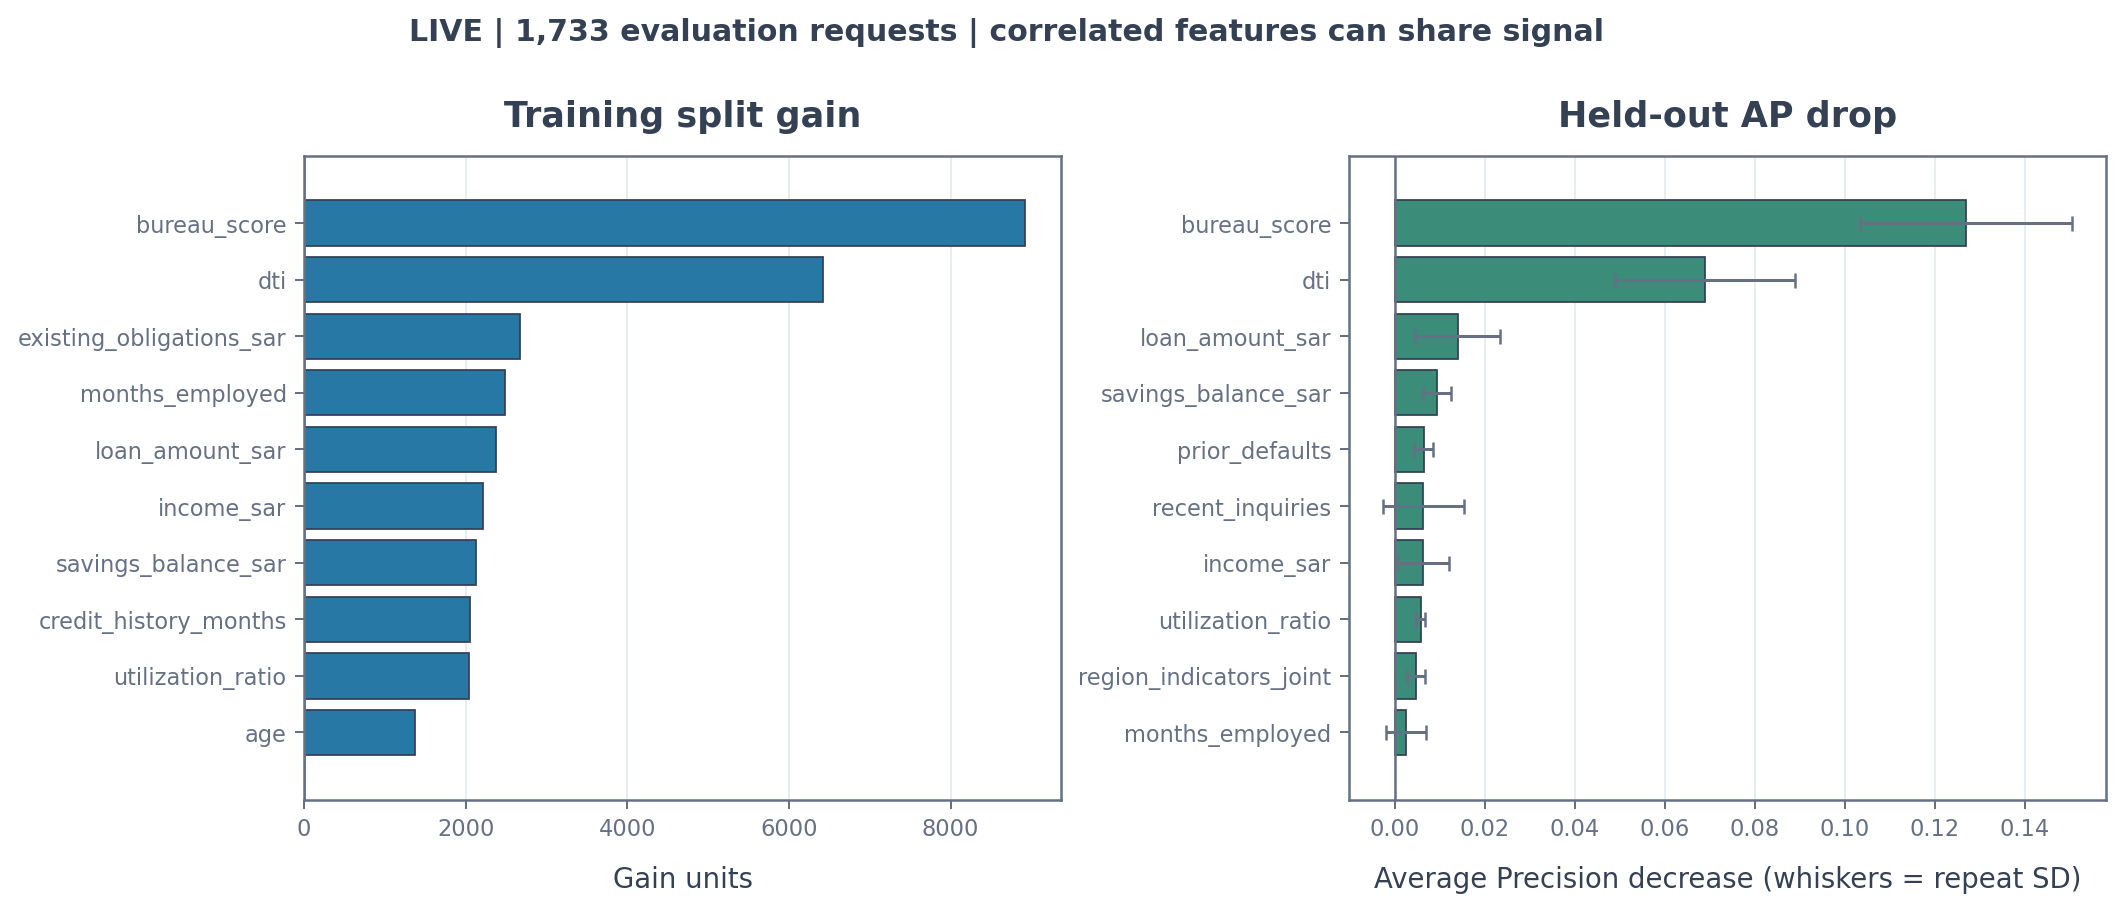 LIVE | 1,733 evaluation requests | correlated features can share signal
Training split gain
bureau_score
dti
existing_obligations_sar
months_employed
loan_amount_sar
income_sar
savings_balance_sar
credit_history_months
utilization_ratio
age
0 2000 4000 6000 8000
Gain units
Held-out AP drop
bureau_score
dti
loan_amount_sar
savings_balance_sar
prior_defaults
recent_inquiries
income_sar
utilization_ratio
region_indicators_joint
months_employed
0.00 0.02 0.04 0.06 0.08 0.10 0.12 0.14
Average Precision decrease (whiskers = repeat SD)